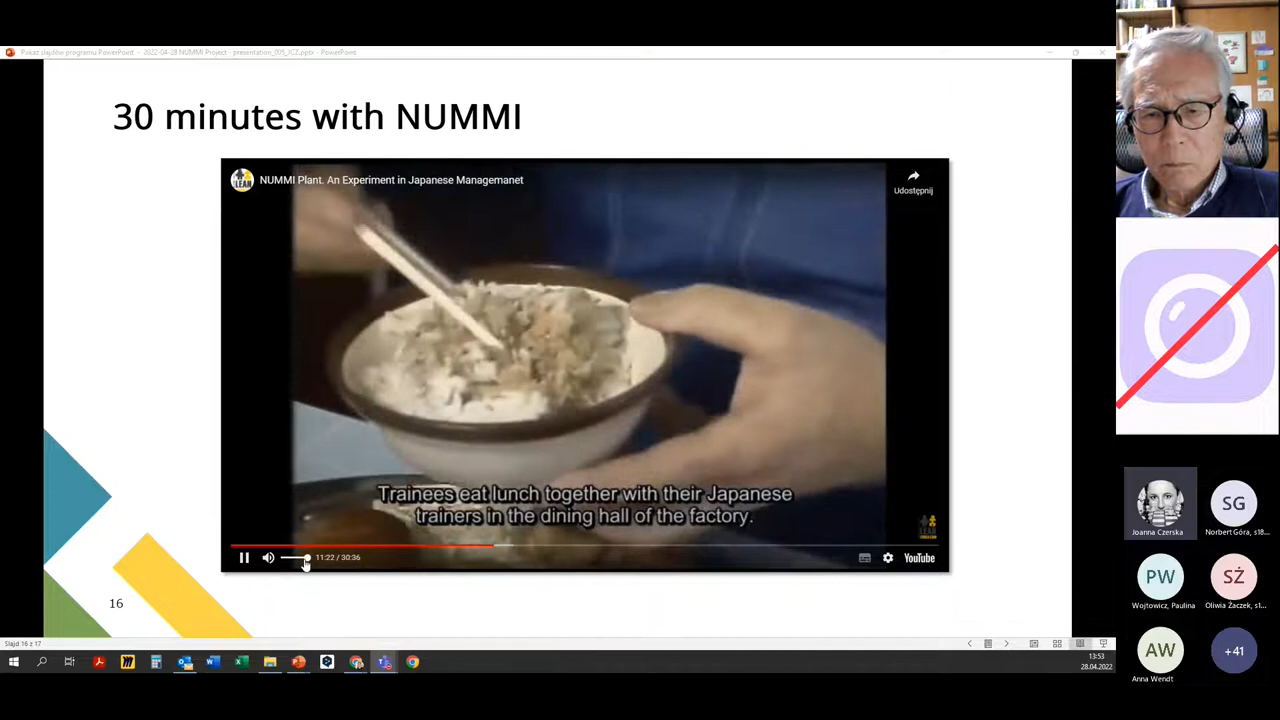 Pokaz slajdów programu PowerPoint - 2022-04-28 NUMMI Project - presentation_005_JCZ.pptx - PowerPoint
30 minutes with NUMMI
LEAN
NUMMI Plant. An Experiment in Japanese Managemanet
Udostępnij
Trainees eat lunch together with their Japanese
trainers in the dining hall of the factory.
11:22 / 30:36
YouTube
16
Slajd 16 z 17
13:53
28.04.2022
Joanna Czerska
SG
Norbert Góra, s18...
PW
Wojtowicz, Paulina
SŻ
Oliwia Żaczek, s1...
AW
Anna Wendt
+41